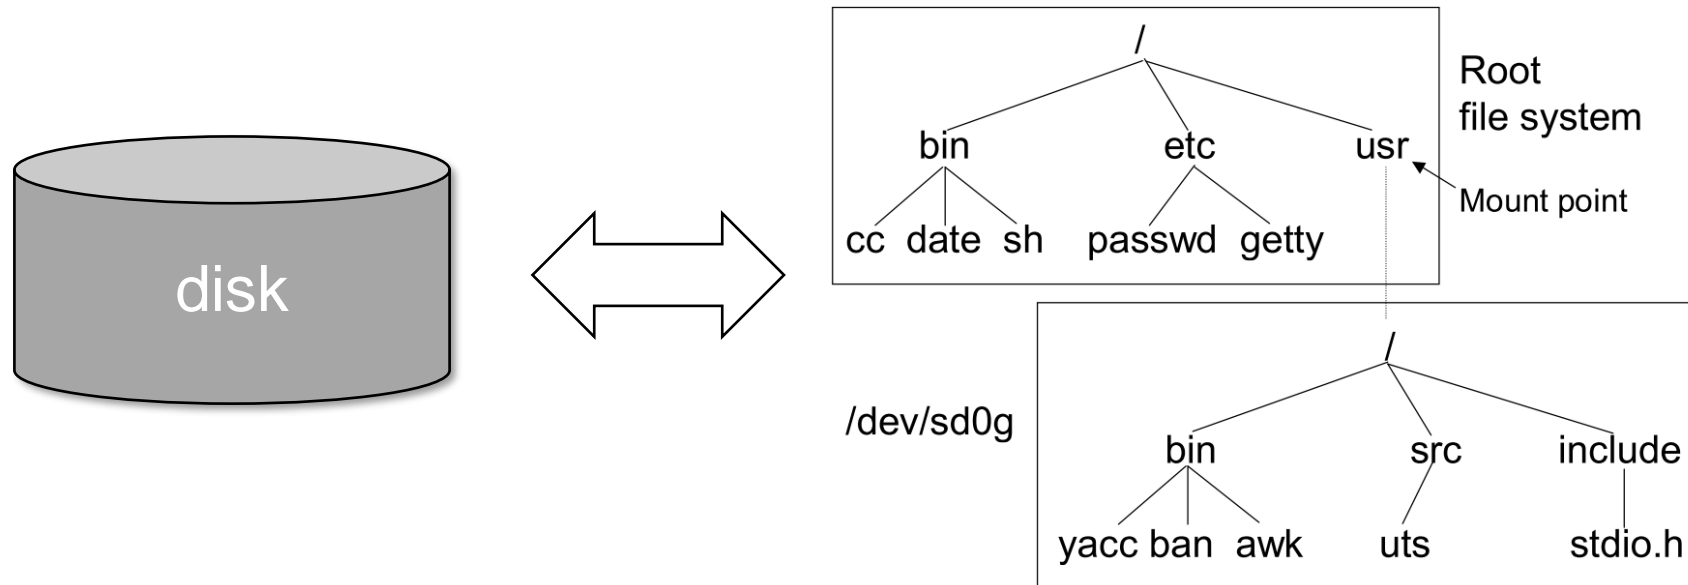 disk
/
Root
file system
bin etc usr
Mount point
cc date sh passwd getty
/
/dev/sd0g
bin src include
yacc ban awk uts stdio.h